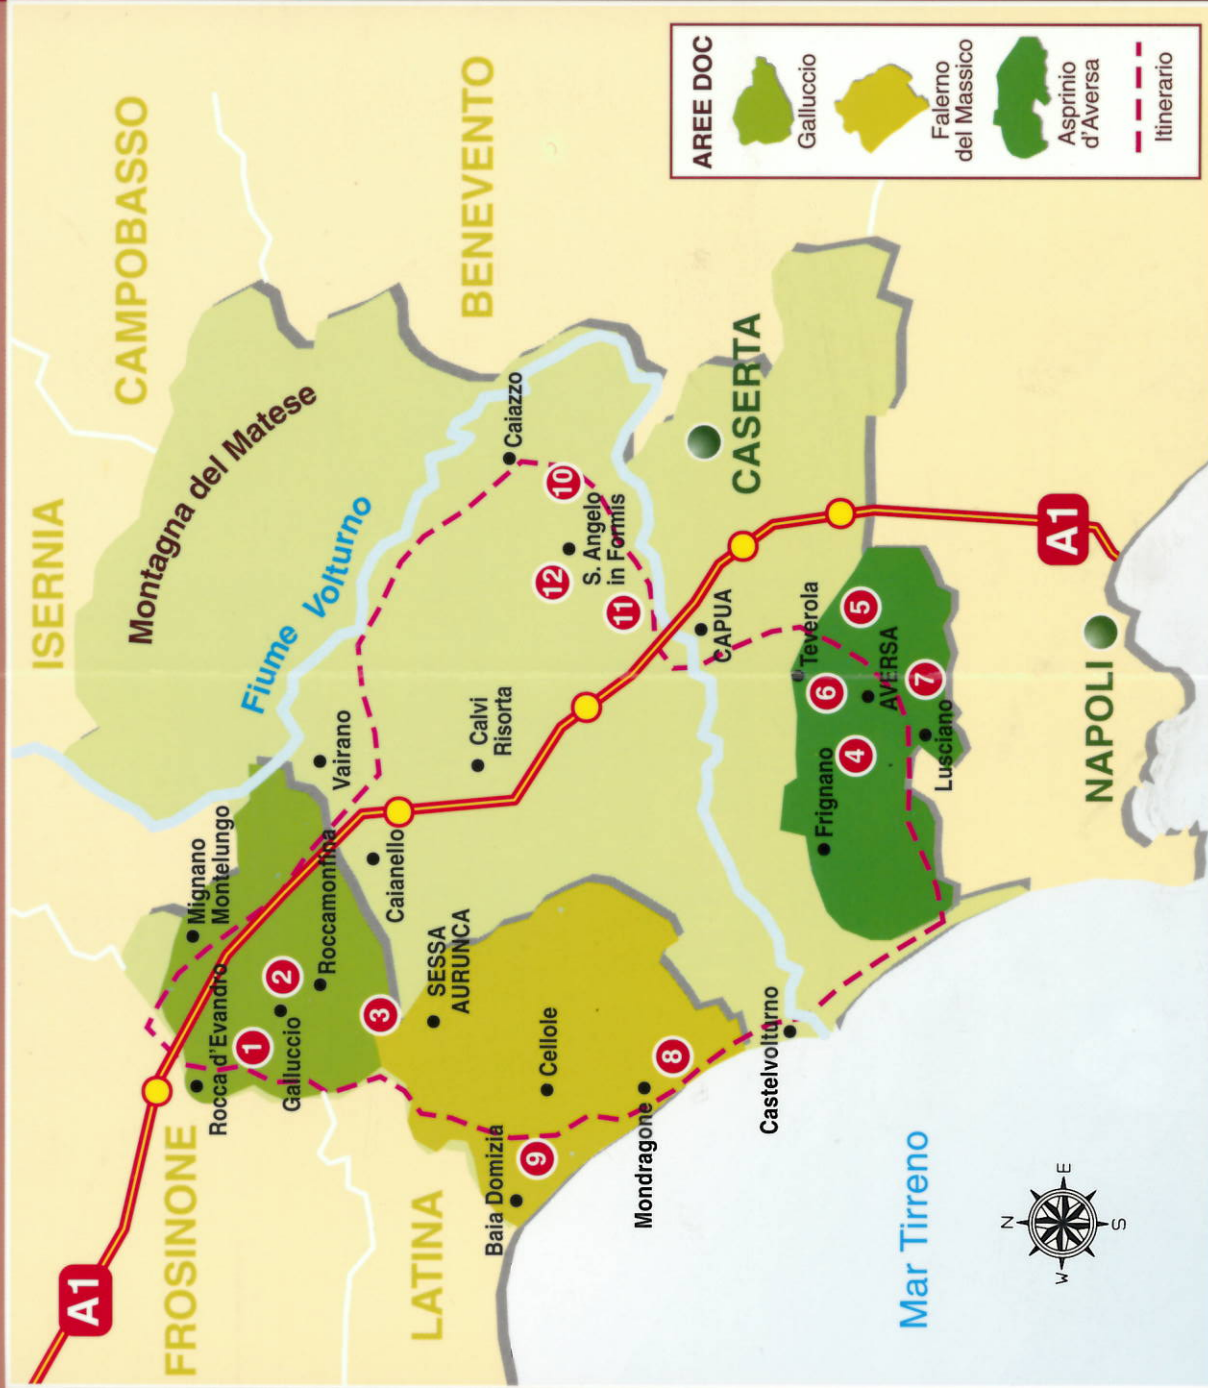 ISERNIA
CAMPOBASSO
BENEVENTO
FROSINONE
LATINA
Montagna del Matese
Fiume Volturno
A1
Mignano
Montelungo
Rocca d'Evandro
1
2
Galluccio
Roccamonfina
3
Vairano
Caianello
SESSA
AURUNCA
Calvi
Risorta
Caiazzo
10
12
S. Angelo
in Formis
11
Cellole
Baia Domizia
9
Mondragone
8
Castelvolturno
CAPUA
CASERTA
Teverola
5
6
AVERSA
7
4
Frignano
Lusciano
A1
NAPOLI
Mar Tirreno
N
E
S
W
AREE DOC
Galluccio
Falerno
del Massico
Asprinio
d'Aversa
Itinerario